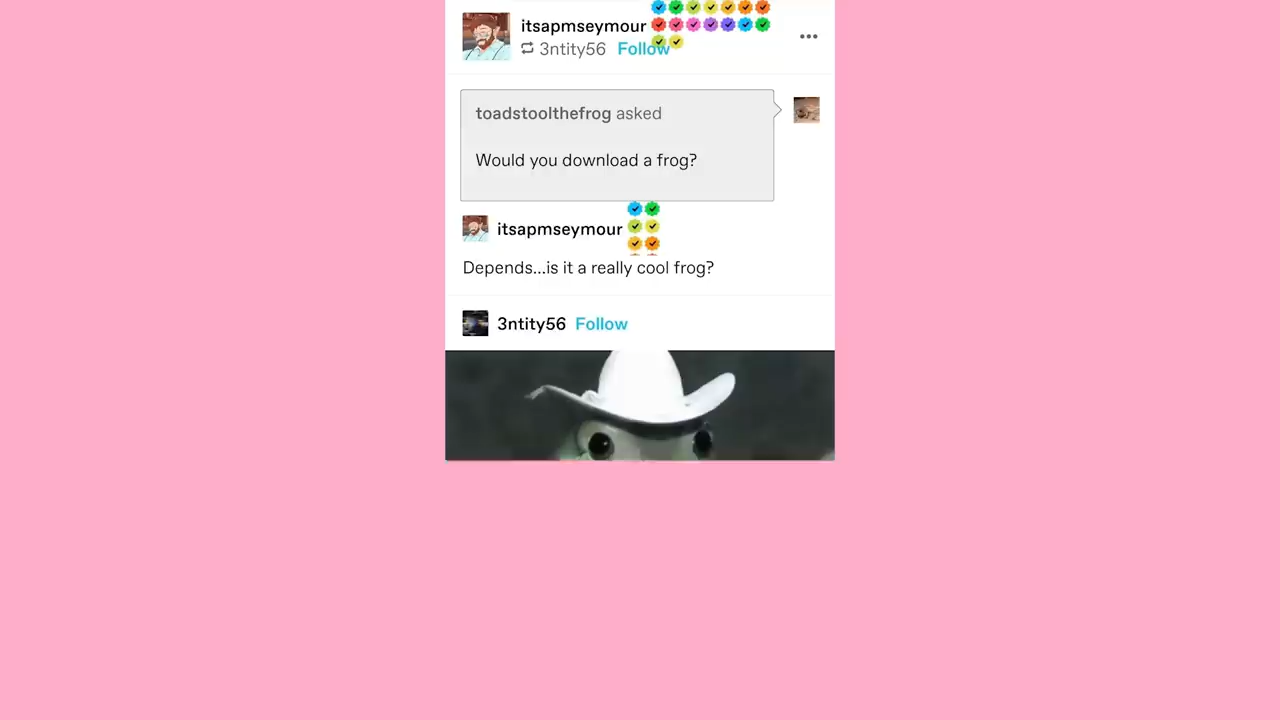 itsapmseymour
3ntity56 Follow
toadstoolthefrog asked
Would you download a frog?
itsapmseymour
Depends...is it a really cool frog?
3ntity56 Follow